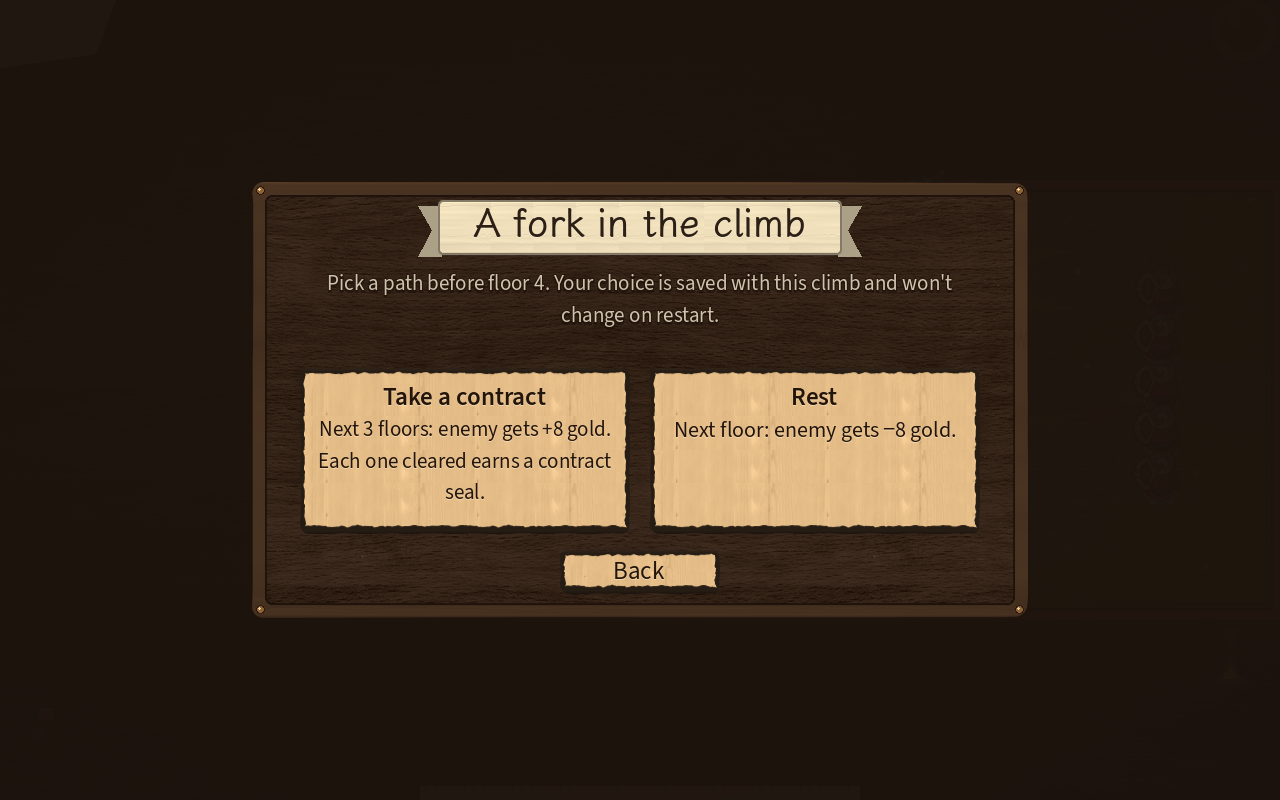 A fork in the climb
Pick a path before floor 4. Your choice is saved with this climb and won't
change on restart.
Take a contract
Next 3 floors: enemy gets +8 gold.
Each one cleared earns a contract
seal.
Rest
Next floor: enemy gets −8 gold.
Back